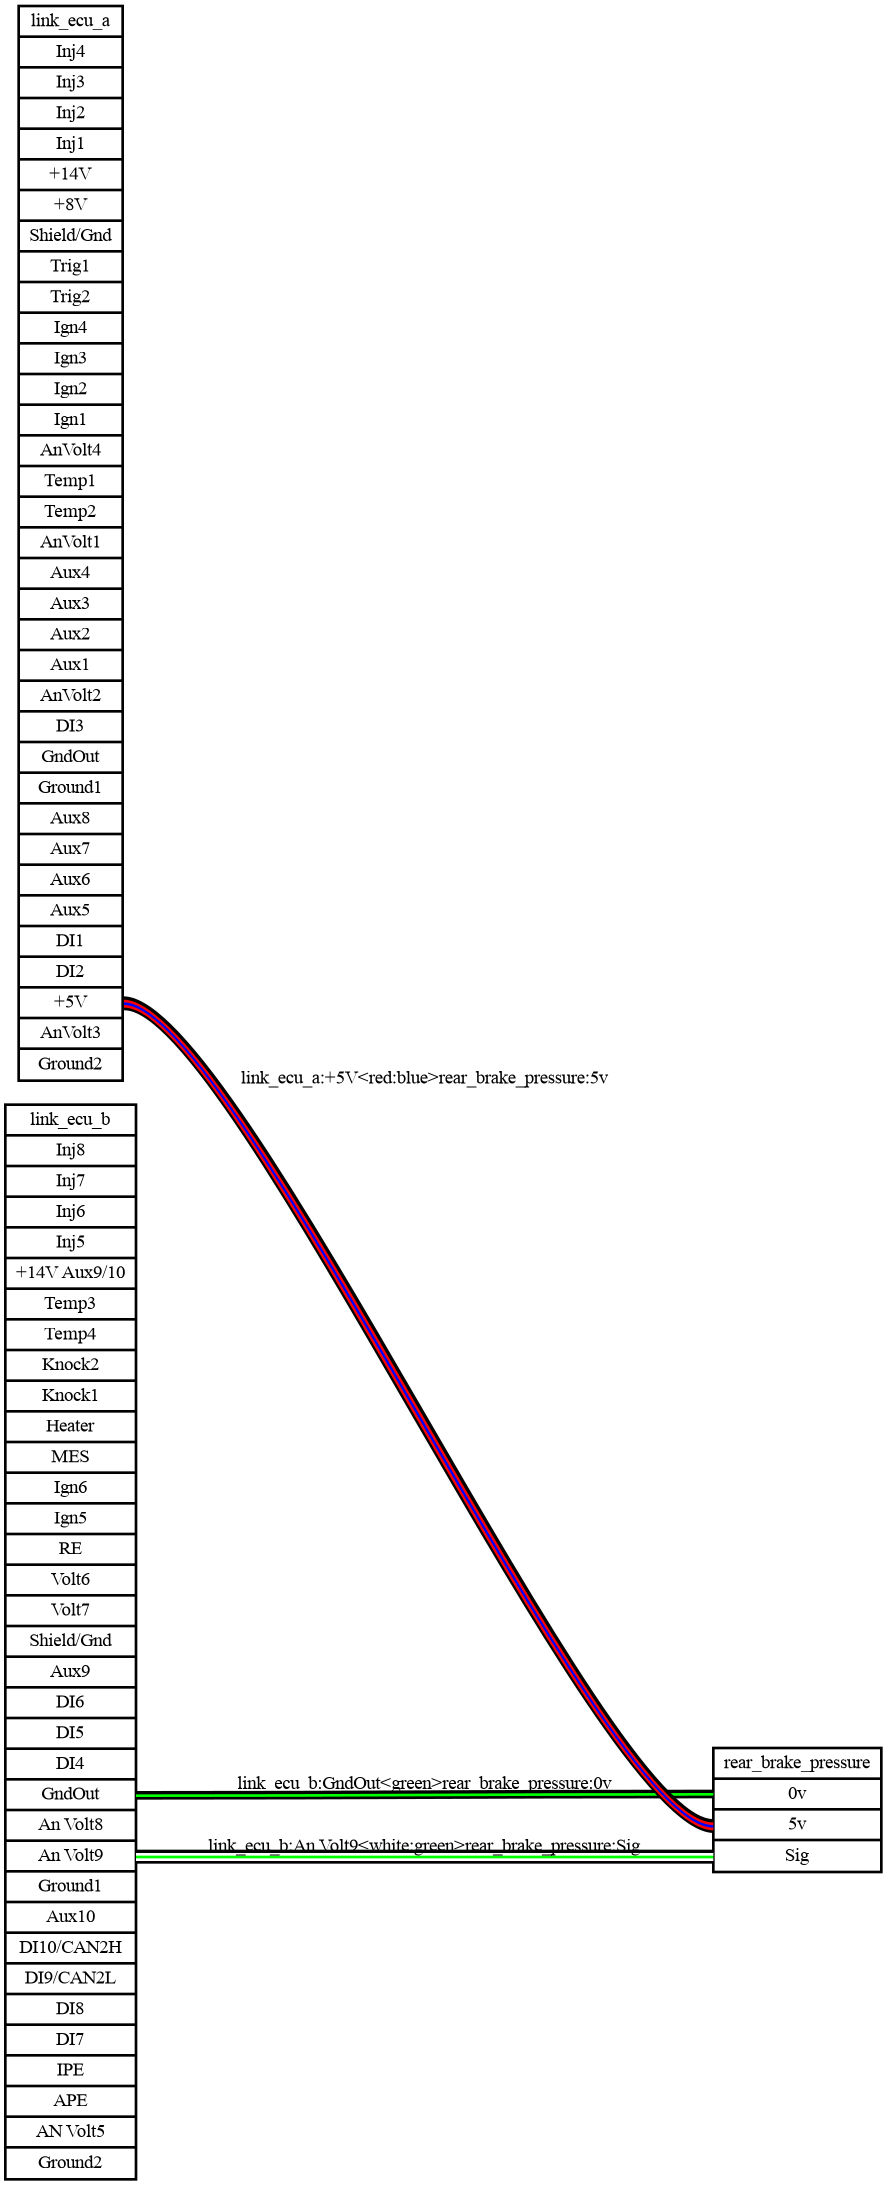 link_ecu_a
Inj4
Inj3
Inj2
Inj1
+14V
+8V
Shield/Gnd
Trig1
Trig2
Ign4
Ign3
Ign2
Ign1
AnVolt4
Temp1
Temp2
AnVolt1
Aux4
Aux3
Aux2
Aux1
AnVolt2
DI3
GndOut
Ground1
Aux8
Aux7
Aux6
Aux5
DI1
DI2
+5V
AnVolt3
Ground2
link_ecu_a:+5V<red:blue>rear_brake_pressure:5v
link_ecu_b
Inj8
Inj7
Inj6
Inj5
+14V Aux9/10
Temp3
Temp4
Knock2
Knock1
Heater
MES
Ign6
Ign5
RE
Volt6
Volt7
Shield/Gnd
Aux9
DI6
DI5
DI4
GndOut
An Volt8
An Volt9
Ground1
Aux10
DI10/CAN2H
DI9/CAN2L
DI8
DI7
IPE
APE
AN Volt5
Ground2
link_ecu_b:GndOut<green>rear_brake_pressure:0v
link_ecu_b:An Volt9<white:green>rear_brake_pressure:Sig
rear_brake_pressure
0v
5v
Sig